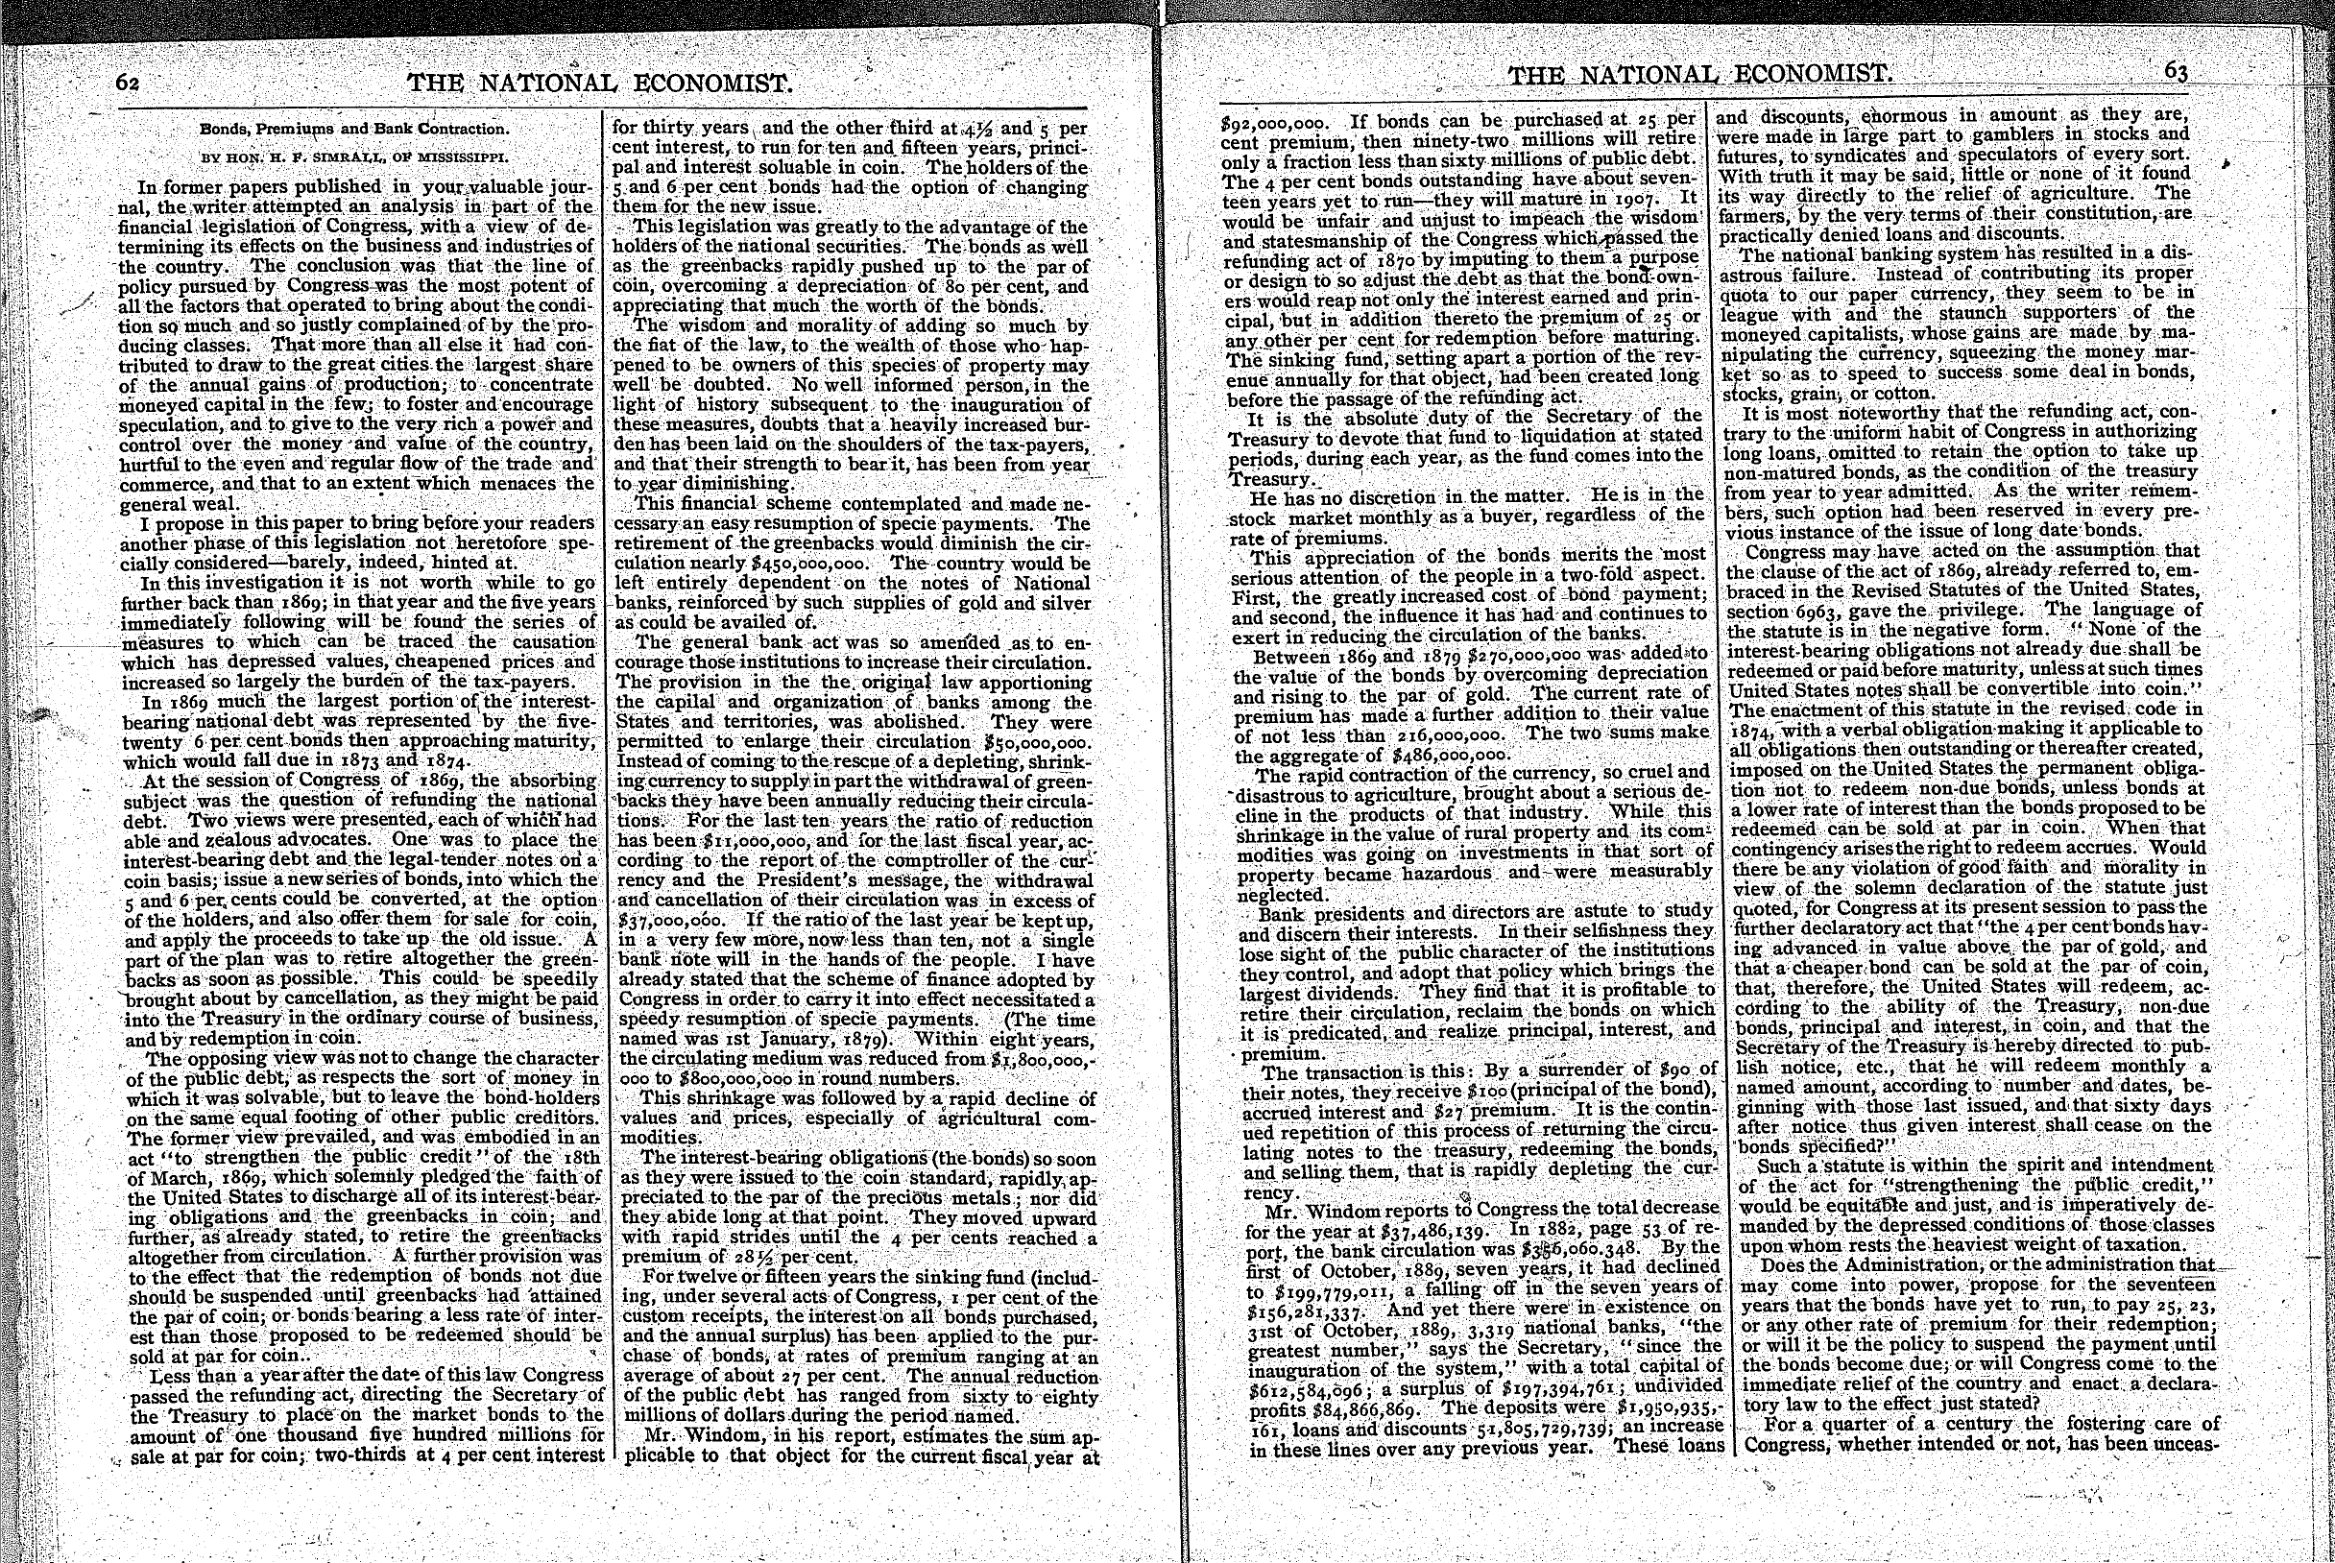 62
THE NATIONAL ECONOMIST.
Bonds, Premiums and Bank Contraction.
BY HON. H. F. SIMRALL, OF MISSISSIPPI.
In former papers published in your valuable jour-
nal, the writer attempted an analysis in part of the
financial legislation of Congress, with a view of de-
termining its effects on the business and industries of
the country. The conclusion was that the line of
policy pursued by Congress was the most potent of
all the factors that operated to bring about the condi-
tion so much and so justly complained of by the pro-
ducing classes. That more than all else it had con-
tributed to draw to the great cities the largest share
of the annual gains of production; to concentrate
moneyed capital in the few; to foster and encourage
speculation, and to give to the very rich a power and
control over the money and value of the country,
hurtful to the even and regular flow of the trade and
commerce, and that to an extent which menaces the
general weal.
I propose in this paper to bring before your readers
another phase of this legislation not heretofore spe-
cially considered—barely, indeed, hinted at.
In this investigation it is not worth while to go
further back than 1869; in that year and the five years
immediately following will be found the series of
measures to which can be traced the causation
which has depressed values, cheapened prices and
increased so largely the burden of the tax-payers.
In 1869 much the largest portion of the interest-
bearing national debt was represented by the five-
twenty 6 per cent bonds then approaching maturity,
which would fall due in 1873 and 1874.
At the session of Congress of 1869, the absorbing
subject was the question of refunding the national
debt. Two views were presented, each of which had
able and zealous advocates. One was to place the
interest-bearing debt and the legal-tender notes on a
coin basis; issue a new series of bonds, into which the
5 and 6 per cents could be converted, at the option
of the holders, and also offer them for sale for coin,
and apply the proceeds to take up the old issue. A
part of the plan was to retire altogether the green-
backs as soon as possible. This could be speedily
brought about by cancellation, as they might be paid
into the Treasury in the ordinary course of business,
and by redemption in coin.
The opposing view was not to change the character
of the public debt, as respects the sort of money in
which it was solvable, but to leave the bond-holders
on the same equal footing of other public creditors.
The former view prevailed, and was embodied in an
act "to strengthen the public credit" of the 18th
of March, 1869, which solemnly pledged the faith of
the United States to discharge all of its interest-bear-
ing obligations and the greenbacks in coin; and
further, as already stated, to retire the greenbacks
altogether from circulation. A further provision was
to the effect that the redemption of bonds not due
should be suspended until greenbacks had attained
the par of coin; or bonds bearing a less rate of inter-
est than those proposed to be redeemed should be
sold at par for coin..
Less than a year after the date of this law Congress
passed the refunding act, directing the Secretary of
the Treasury to place on the market bonds to the
amount of one thousand five hundred millions for
sale at par for coin; two-thirds at 4 per cent interest
for thirty years and the other third at 4½ and 5 per
cent interest, to run for ten and fifteen years, princi-
pal and interest soluable in coin. The holders of the
5 and 6 per cent bonds had the option of changing
them for the new issue.
This legislation was greatly to the advantage of the
holders of the national securities. The bonds as well
as the greenbacks rapidly pushed up to the par of
coin, overcoming a depreciation of 80 per cent, and
appreciating that much the worth of the bonds.
The wisdom and morality of adding so much by
the fiat of the law, to the wealth of those who hap-
pened to be owners of this species of property may
well be doubted. No well informed person, in the
light of history subsequent to the inauguration of
these measures, doubts that a heavily increased bur-
den has been laid on the shoulders of the tax-payers,
and that their strength to bear it, has been from year
to year diminishing.
This financial scheme contemplated and made ne-
cessary an easy resumption of specie payments. The
retirement of the greenbacks would diminish the cir-
culation nearly $450,000,000. The country would be
left entirely dependent on the notes of National
banks, reinforced by such supplies of gold and silver
as could be availed of.
The general bank act was so amended as to en-
courage those institutions to increase their circulation.
The provision in the the original law apportioning
the capilal and organization of banks among the
States and territories, was abolished. They were
permitted to enlarge their circulation $50,000,000.
Instead of coming to the rescue of a depleting, shrink-
ing currency to supply in part the withdrawal of green-
backs they have been annually reducing their circula-
tions. For the last ten years the ratio of reduction
has been $11,000,000, and for the last fiscal year, ac-
cording to the report of the comptroller of the cur-
rency and the President's message, the withdrawal
and cancellation of their circulation was in excess of
$37,000,000. If the ratio of the last year be kept up,
in a very few more, now less than ten, not a single
bank note will in the hands of the people. I have
already stated that the scheme of finance adopted by
Congress in order to carry it into effect necessitated a
speedy resumption of specie payments. (The time
named was 1st January, 1879). Within eight years,
the circulating medium was reduced from $1,800,000,-
000 to $800,000,000 in round numbers.
This shrinkage was followed by a rapid decline of
values and prices, especially of agricultural com-
modities.
The interest-bearing obligations (the bonds) so soon
as they were issued to the coin standard, rapidly ap-
preciated to the par of the precious metals; nor did
they abide long at that point. They moved upward
with rapid strides until the 4 per cents reached a
premium of 28½ per cent.
For twelve or fifteen years the sinking fund (includ-
ing, under several acts of Congress, 1 per cent of the
custom receipts, the interest on all bonds purchased,
and the annual surplus) has been applied to the pur-
chase of bonds, at rates of premium ranging at an
average of about 27 per cent. The annual reduction
of the public debt has ranged from sixty to eighty
millions of dollars during the period named.
Mr. Windom, in his report, estimates the sum ap-
plicable to that object for the current fiscal year at
THE NATIONAL ECONOMIST.
63
$92,000,000. If bonds can be purchased at 25 per
cent premium, then ninety-two millions will retire
only a fraction less than sixty millions of public debt.
The 4 per cent bonds outstanding have about seven-
teen years yet to run—they will mature in 1907. It
would be unfair and unjust to impeach the wisdom
and statesmanship of the Congress which passed the
refunding act of 1870 by imputing to them a purpose
or design to so adjust the debt as that the bond-own-
ers would reap not only the interest earned and prin-
cipal, but in addition thereto the premium of 25 or
any other per cent for redemption before maturing.
The sinking fund, setting apart a portion of the rev-
enue annually for that object, had been created long
before the passage of the refunding act.
It is the absolute duty of the Secretary of the
Treasury to devote that fund to liquidation at stated
periods, during each year, as the fund comes into the
Treasury.
He has no discretion in the matter. He is in the
stock market monthly as a buyer, regardless of the
rate of premiums.
This appreciation of the bonds merits the most
serious attention of the people in a two-fold aspect.
First, the greatly increased cost of bond payment;
and second, the influence it has had and continues to
exert in reducing the circulation of the banks.
Between 1869 and 1879 $270,000,000 was added to
the value of the bonds by overcoming depreciation
and rising to the par of gold. The current rate of
premium has made a further addition to their value
of not less than 216,000,000. The two sums make
the aggregate of $486,000,000.
The rapid contraction of the currency, so cruel and
disastrous to agriculture, brought about a serious de-
cline in the products of that industry. While this
shrinkage in the value of rural property and its com-
modities was going on investments in that sort of
property became hazardous and were measurably
neglected.
Bank presidents and directors are astute to study
and discern their interests. In their selfishness they
lose sight of the public character of the institutions
they control, and adopt that policy which brings the
largest dividends. They find that it is profitable to
retire their circulation, reclaim the bonds on which
it is predicated, and realize principal, interest, and
premium.
The transaction is this: By a surrender of $90 of
their notes, they receive $100 (principal of the bond),
accrued interest and $27 premium. It is the contin-
ued repetition of this process of returning the circu-
lating notes to the treasury, redeeming the bonds,
and selling them, that is rapidly depleting the cur-
rency.
Mr. Windom reports to Congress the total decrease
for the year at $37,486,139. In 1882, page 53 of re-
port, the bank circulation was $356,060.348. By the
first of October, 1889, seven years, it had declined
to $199,779,011, a falling off in the seven years of
$156,281,337. And yet there were in existence on
31st of October, 1889, 3,319 national banks, "the
greatest number," says the Secretary, "since the
inauguration of the system," with a total capital of
$612,584,096; a surplus of $197,394,761; undivided
profits $84,866,869. The deposits were $1,950,935,-
161, loans and discounts $1,805,729,739; an increase
in these lines over any previous year. These loans
and discounts, enormous in amount as they are,
were made in large part to gamblers in stocks and
futures, to syndicates and speculators of every sort.
With truth it may be said, little or none of it found
its way directly to the relief of agriculture. The
farmers, by the very terms of their constitution, are
practically denied loans and discounts.
The national banking system has resulted in a dis-
astrous failure. Instead of contributing its proper
quota to our paper currency, they seem to be in
league with and the staunch supporters of the
moneyed capitalists, whose gains are made by ma-
nipulating the currency, squeezing the money mar-
ket so as to speed to success some deal in bonds,
stocks, grain, or cotton.
It is most noteworthy that the refunding act, con-
trary to the uniform habit of Congress in authorizing
long loans, omitted to retain the option to take up
non-matured bonds, as the condition of the treasury
from year to year admitted. As the writer remem-
bers, such option had been reserved in every pre-
vious instance of the issue of long date bonds.
Congress may have acted on the assumption that
the clause of the act of 1869, already referred to, em-
braced in the Revised Statutes of the United States,
section 6963, gave the privilege. The language of
the statute is in the negative form. "None of the
interest-bearing obligations not already due shall be
redeemed or paid before maturity, unless at such times
United States notes shall be convertible into coin."
The enactment of this statute in the revised code in
1874, with a verbal obligation making it applicable to
all obligations then outstanding or thereafter created,
imposed on the United States the permanent obliga-
tion not to redeem non-due bonds, unless bonds at
a lower rate of interest than the bonds proposed to be
redeemed can be sold at par in coin. When that
contingency arises the right to redeem accrues. Would
there be any violation of good faith and morality in
view of the solemn declaration of the statute just
quoted, for Congress at its present session to pass the
further declaratory act that "the 4 per cent bonds hav-
ing advanced in value above the par of gold, and
that a cheaper bond can be sold at the par of coin,
that, therefore, the United States will redeem, ac-
cording to the ability of the Treasury, non-due
bonds, principal and interest, in coin, and that the
Secretary of the Treasury is hereby directed to pub-
lish notice, etc., that he will redeem monthly a
named amount, according to number and dates, be-
ginning with those last issued, and that sixty days
after notice thus given interest shall cease on the
bonds specified?"
Such a statute is within the spirit and intendment
of the act for "strengthening the public credit,"
would be equitable and just, and is imperatively de-
manded by the depressed conditions of those classes
upon whom rests the heaviest weight of taxation.
Does the Administration, or the administration that
may come into power, propose for the seventeen
years that the bonds have yet to run, to pay 25, 23,
or any other rate of premium for their redemption;
or will it be the policy to suspend the payment until
the bonds become due; or will Congress come to the
immediate relief of the country and enact a declara-
tory law to the effect just stated?
For a quarter of a century the fostering care of
Congress, whether intended or not, has been unceas-